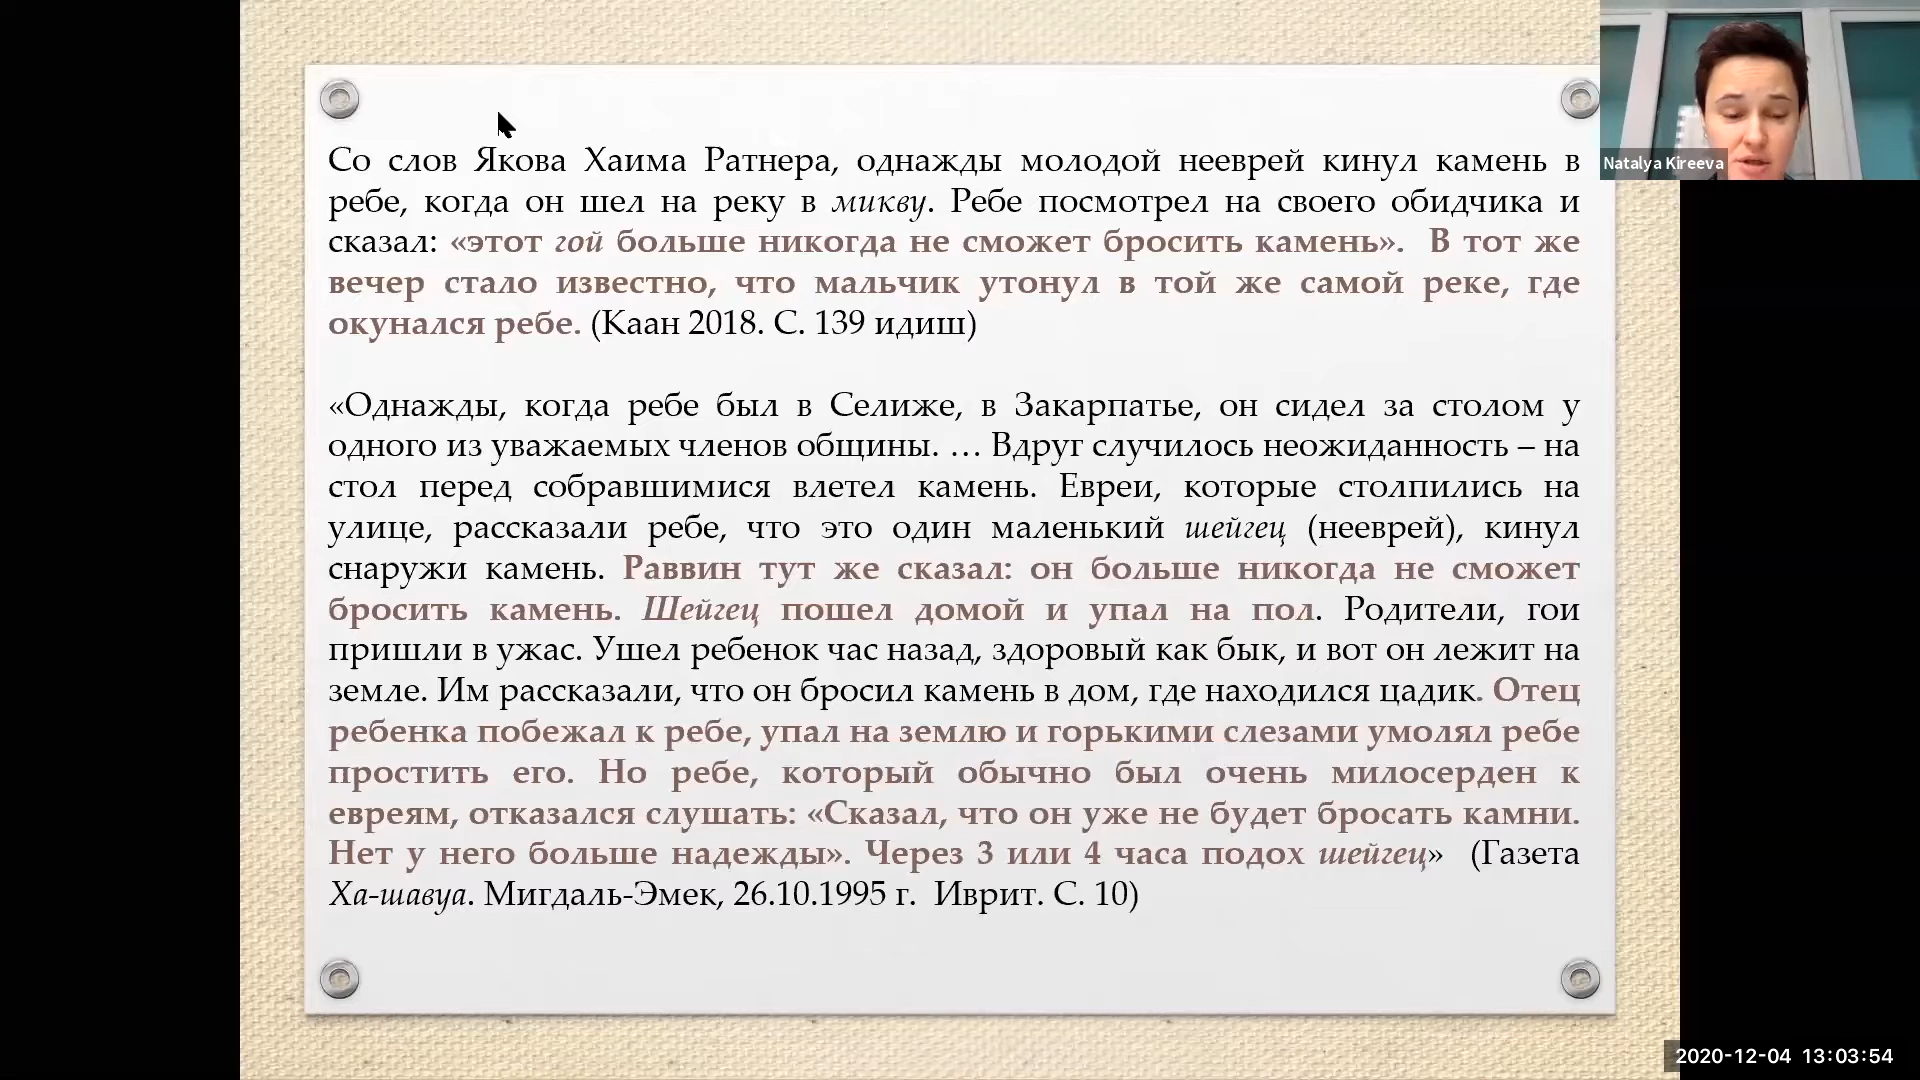 Со слов Якова Хаима Ратнера, однажды молодой нееврей кинул камень в
ребе, когда он шел на реку в микву. Ребе посмотрел на своего обидчика и
сказал: «этот гой больше никогда не сможет бросить камень». В тот же
вечер стало известно, что мальчик утонул в той же самой реке, где
окунался ребе. (Каан 2018. С. 139 идиш)
«Однажды, когда ребе был в Селиже, в Закарпатье, он сидел за столом у
одного из уважаемых членов общины. … Вдруг случилось неожиданность – на
стол перед собравшимися влетел камень. Евреи, которые столпились на
улице, рассказали ребе, что это один маленький шейгец (нееврей), кинул
снаружи камень. Раввин тут же сказал: он больше никогда не сможет
бросить камень. Шейгец пошел домой и упал на пол. Родители, гои
пришли в ужас. Ушел ребенок час назад, здоровый как бык, и вот он лежит на
земле. Им рассказали, что он бросил камень в дом, где находился цадик. Отец
ребенка побежал к ребе, упал на землю и горькими слезами умолял ребе
простить его. Но ребе, который обычно был очень милосерден к
евреям, отказался слушать: «Сказал, что он уже не будет бросать камни.
Нет у него больше надежды». Через 3 или 4 часа подох шейгец» (Газета
Ха-шавуа. Мигдаль-Эмек, 26.10.1995 г. Иврит. С. 10)
Natalya Kireeva
2020-12-04 13:03:54